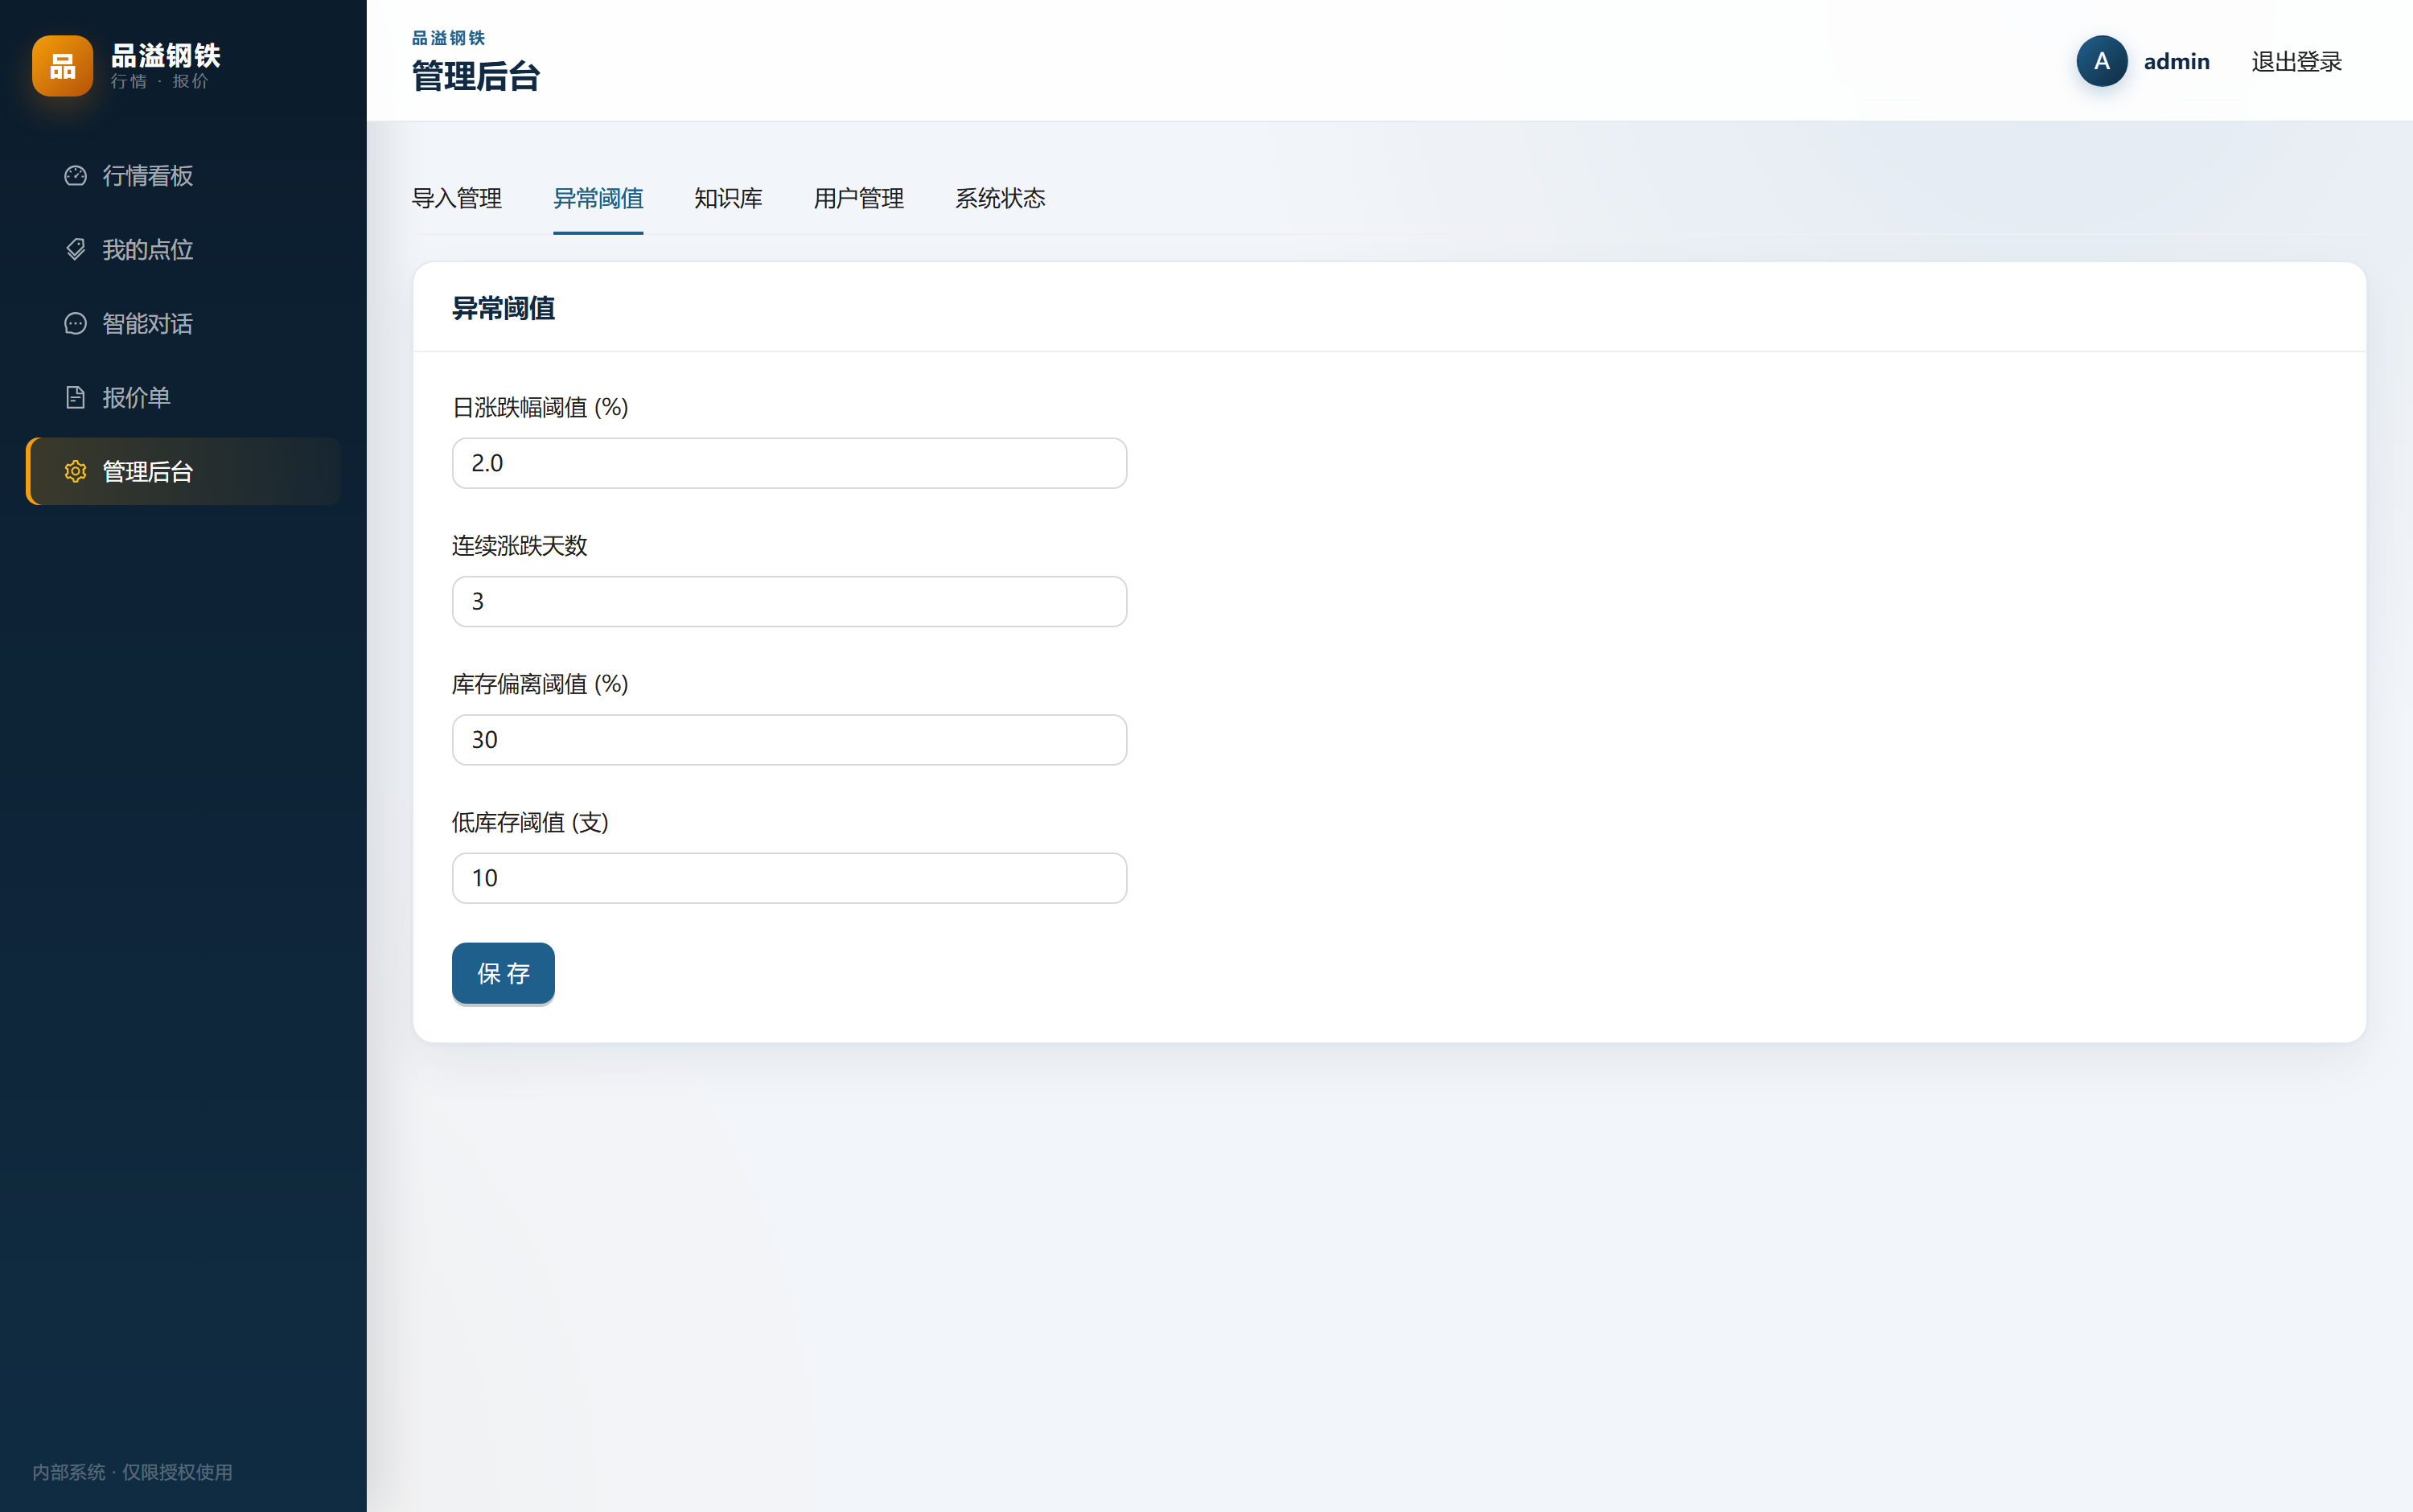 品
品溢钢铁
行情 · 报价
行情看板
我的点位
智能对话
报价单
管理后台
内部系统 · 仅限授权使用
品溢钢铁
管理后台
A
admin
退出登录
导入管理
异常阈值
知识库
用户管理
系统状态
异常阈值
日涨跌幅阈值 (%)
2.0
连续涨跌天数
3
库存偏离阈值 (%)
30
低库存阈值 (支)
10
保 存